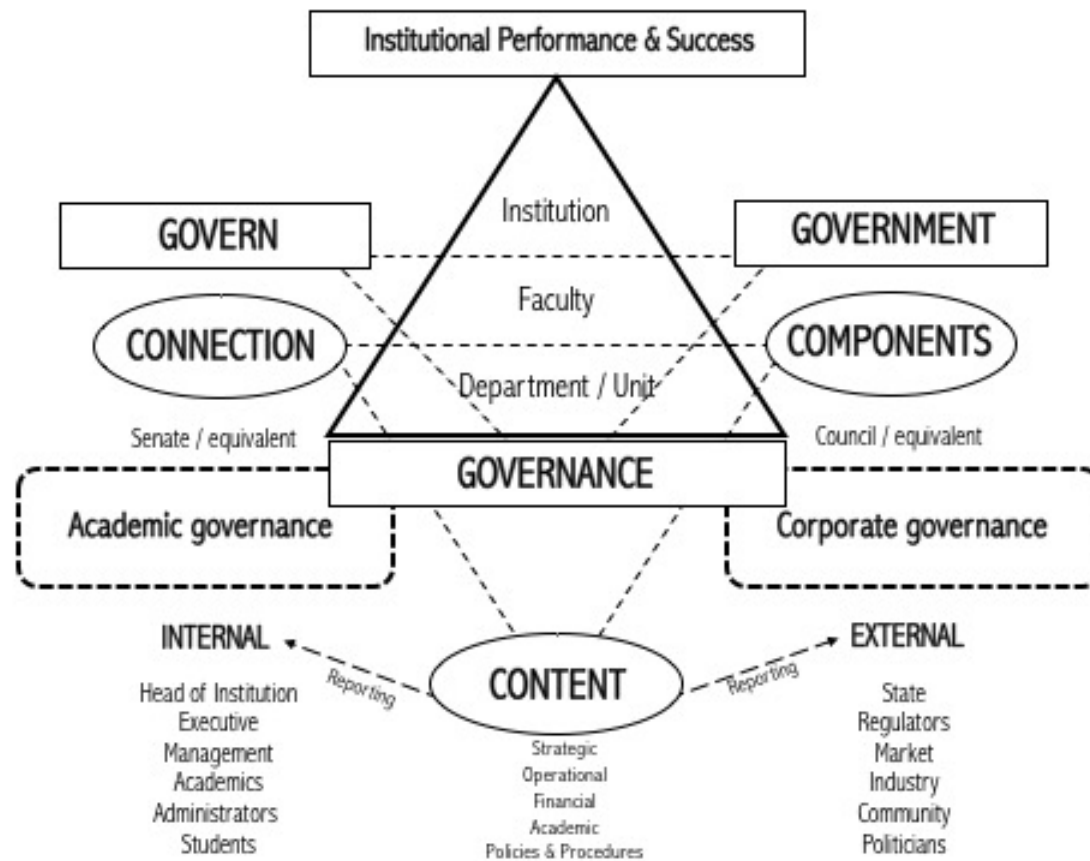 Institutional Performance & Success
Institution
GOVERN
GOVERNMENT
Faculty
CONNECTION
COMPONENTS
Department / Unit
Senate / equivalent
Council / equivalent
GOVERNANCE
Academic governance
Corporate governance
INTERNAL
EXTERNAL
Reporting
Reporting
CONTENT
Head of Institution
Executive
Management
Academics
Administrators
Students
Strategic
Operational
Financial
Academic
Policies & Procedures
State
Regulators
Market
Industry
Community
Politicians